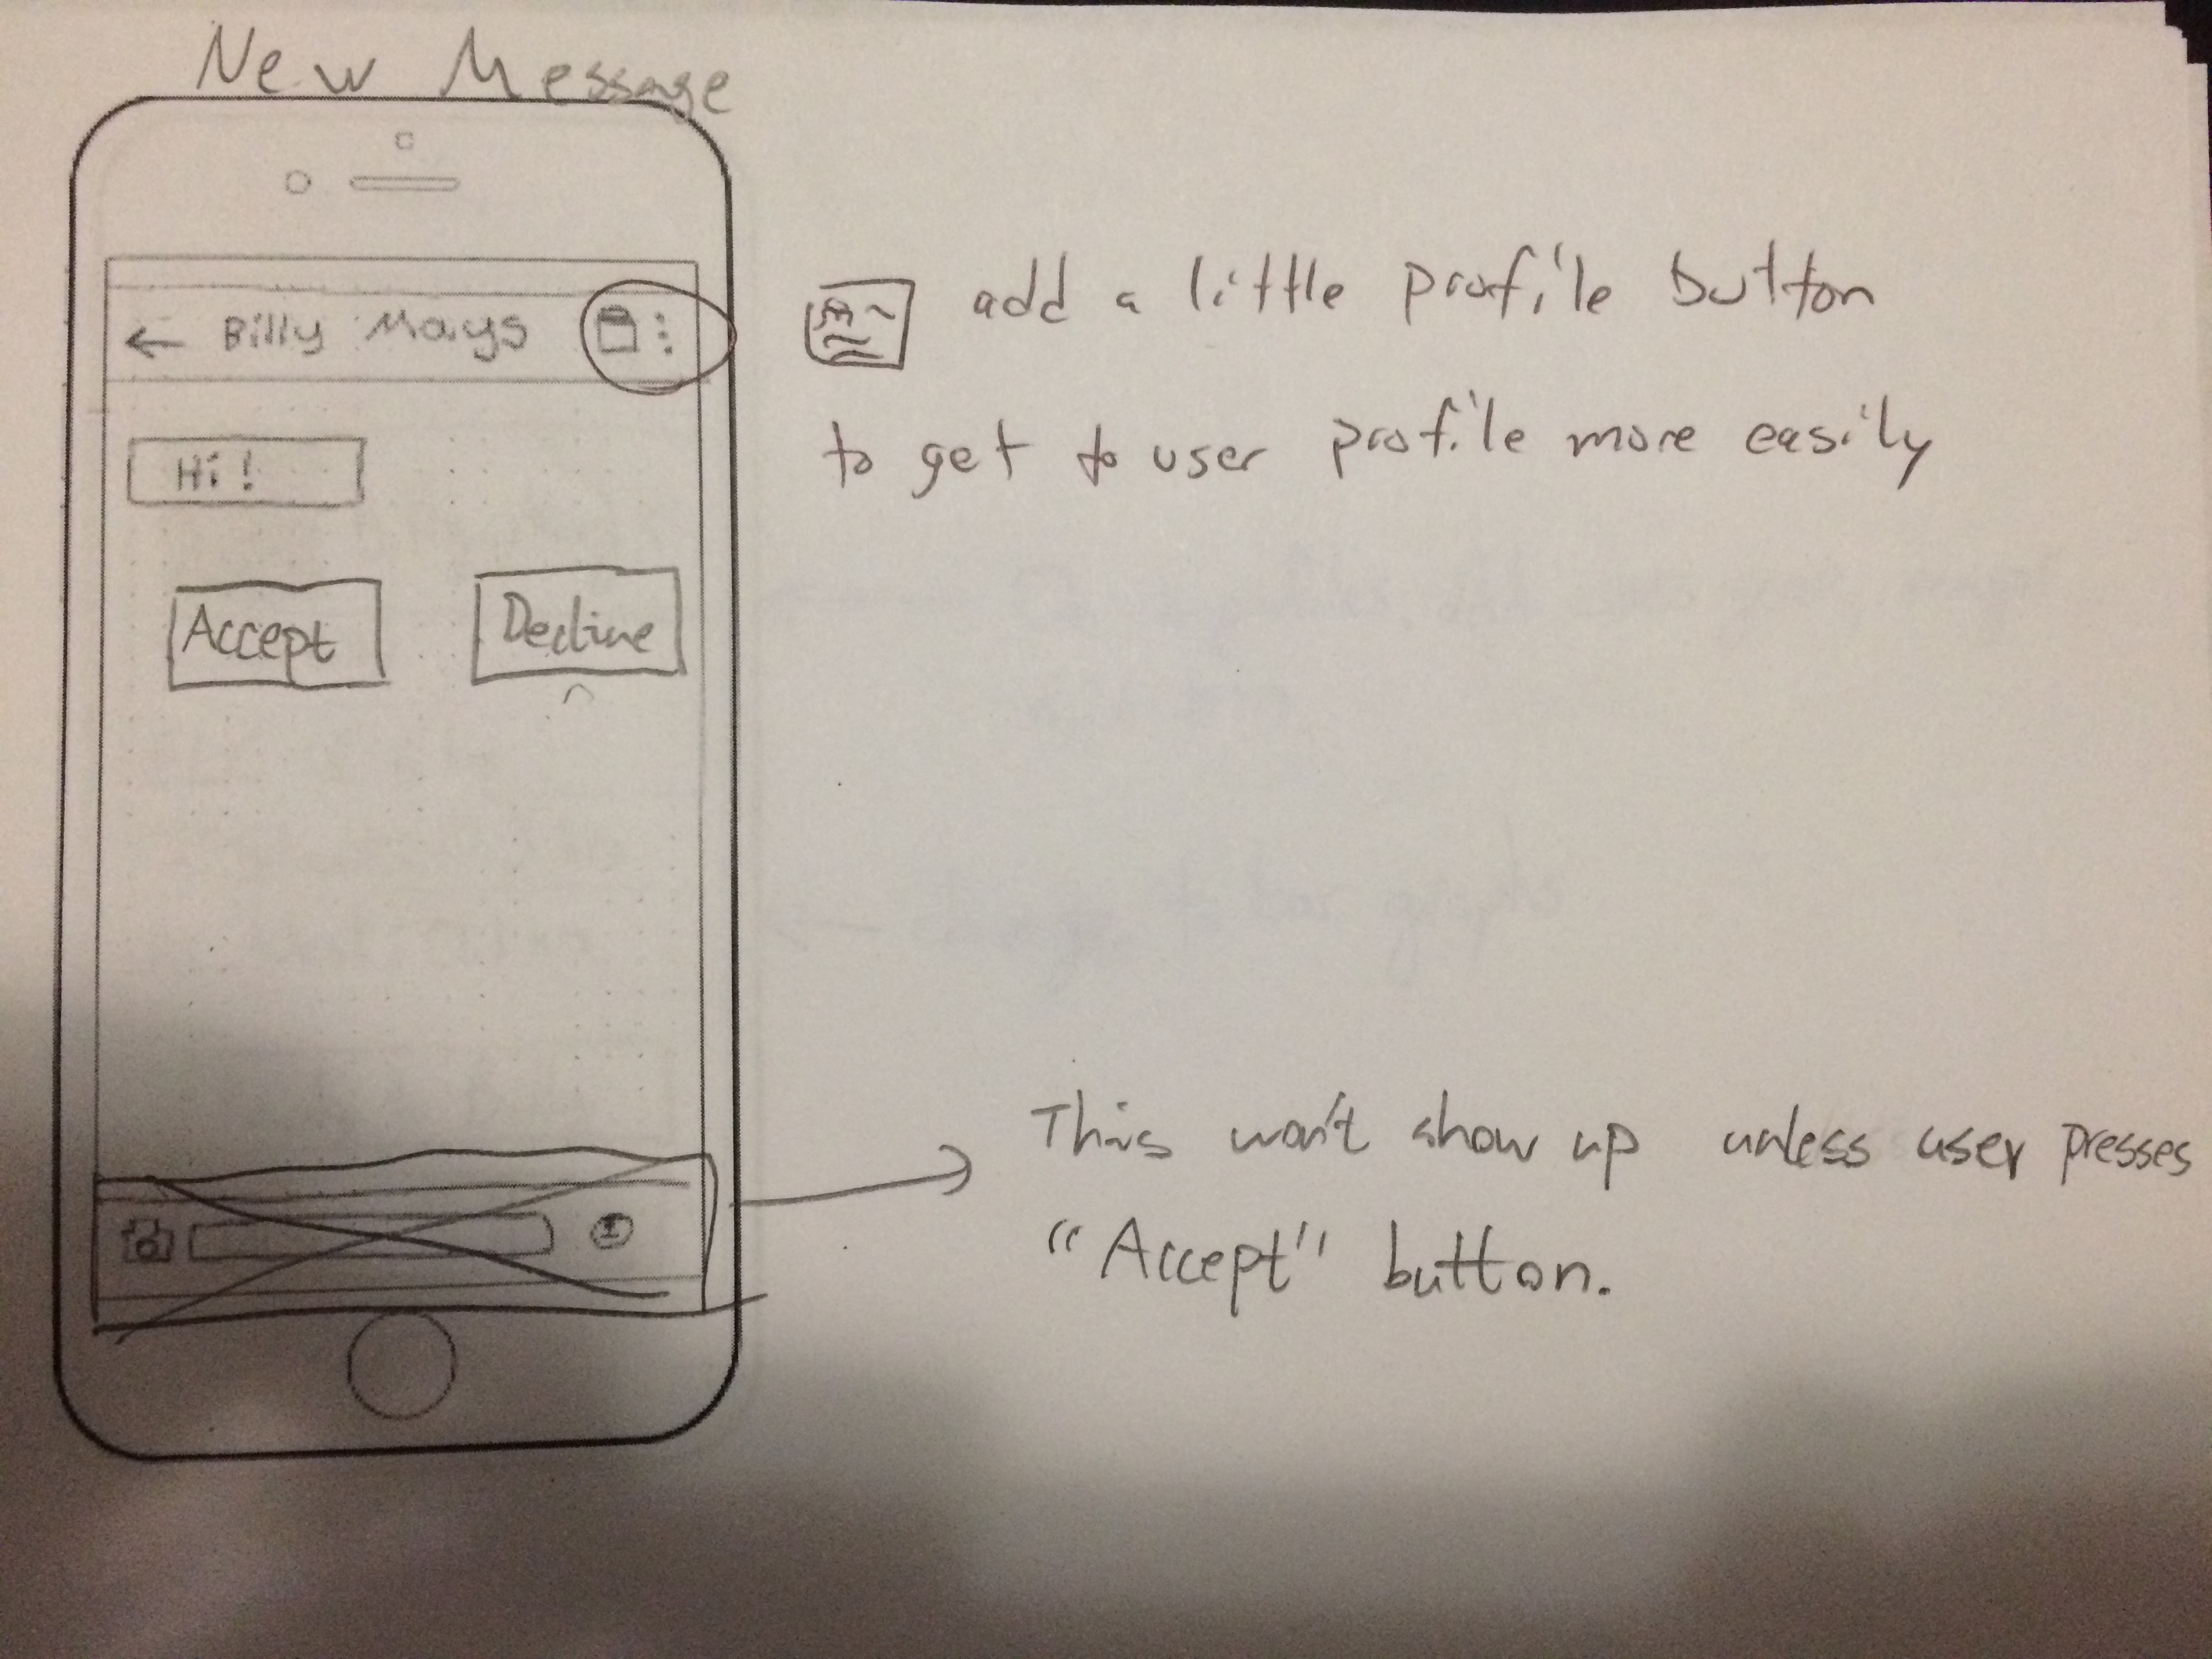 New Message
← Billy Mays
Hi!
Accept
Decline
add a little profile button
to get to user profile more easily
This won't show up unless user presses
"Accept" button.